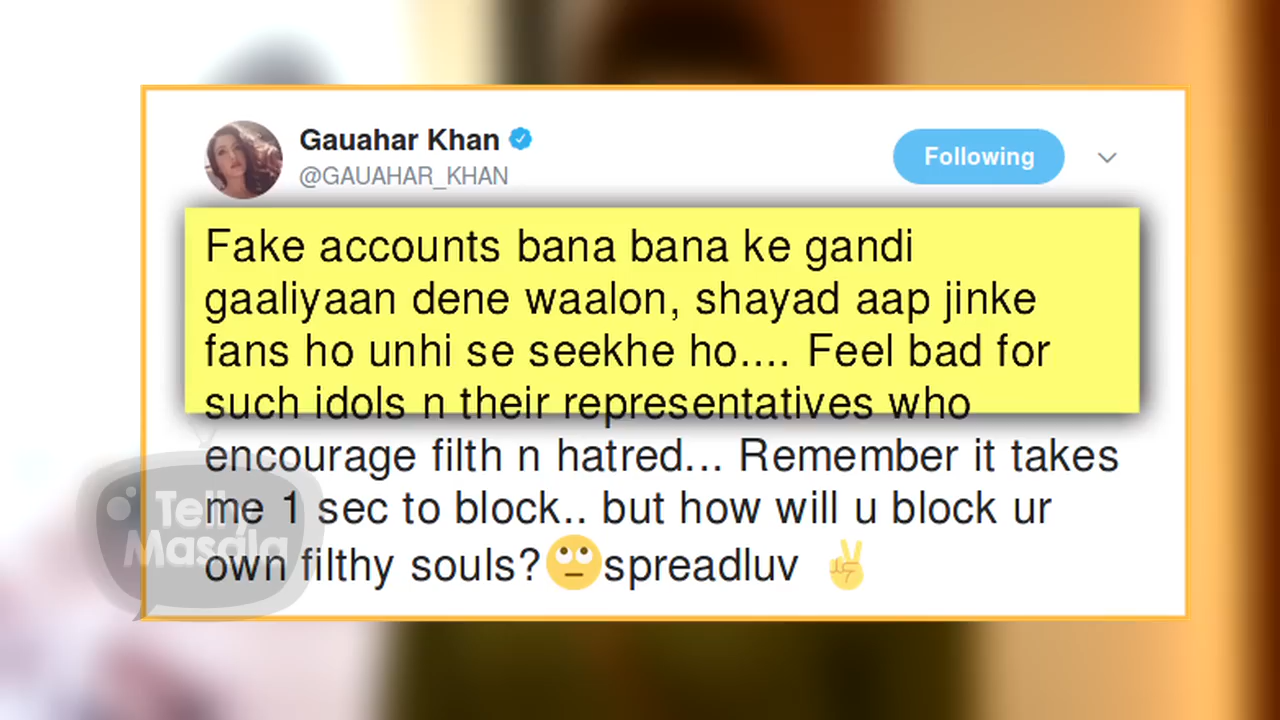 Gauahar Khan
@GAUAHAR_KHAN
Following
Fake accounts bana bana ke gandi
gaaliyaan dene waalon, shayad aap jinke
fans ho unhi se seekhe ho.... Feel bad for
such idols n their representatives who
encourage filth n hatred... Remember it takes
me 1 sec to block.. but how will u block ur
own filthy souls?🙄spreadluv ✌
Telly
Masala